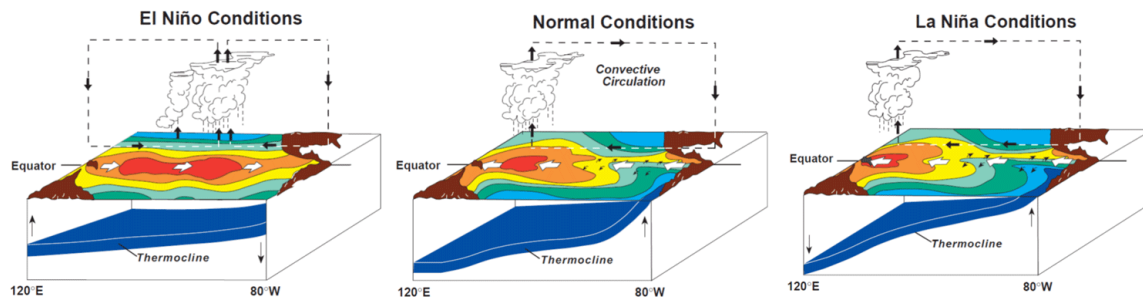 El Niño Conditions
Equator
Thermocline
120°E
80°W
Normal Conditions
Convective
Circulation
Equator
Thermocline
120°E
80°W
La Niña Conditions
Equator
Thermocline
120°E
80°W